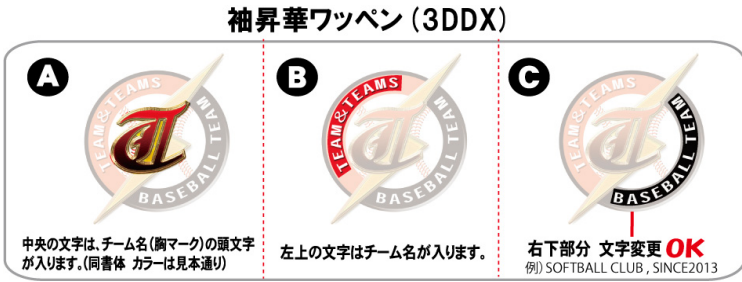 袖昇華ワッペン（3DDX）
A
TEAM&TEAMS
T
BASEBALL TEAM
中央の文字は、チーム名(胸マーク)の頭文字
が入ります。(同書体 カラーは見本通り)
B
TEAM&TEAMS
T
BASEBALL TEAM
左上の文字はチーム名が入ります。
C
TEAM&TEAMS
T
BASEBALL TEAM
右下部分 文字変更 OK
例) SOFTBALL CLUB , SINCE2013